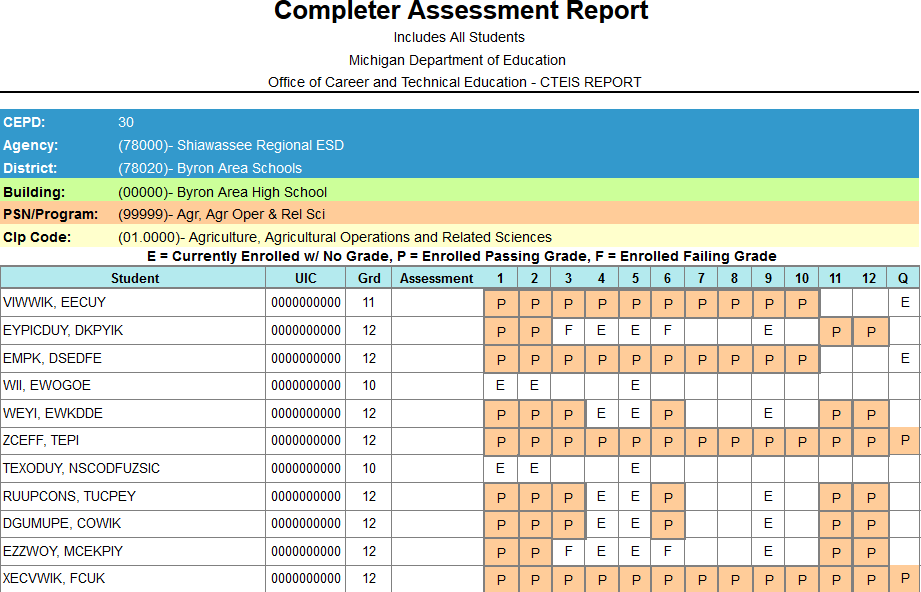 Completer Assessment Report
Includes All Students
Michigan Department of Education
Office of Career and Technical Education - CTEIS REPORT
CEPD: 30
Agency: (78000)- Shiawassee Regional ESD
District: (78020)- Byron Area Schools
Building: (00000)- Byron Area High School
PSN/Program: (99999)- Agr, Agr Oper & Rel Sci
CIp Code: (01.0000)- Agriculture, Agricultural Operations and Related Sciences
E = Currently Enrolled w/ No Grade, P = Enrolled Passing Grade, F = Enrolled Failing Grade
Student UIC Grd Assessment 1 2 3 4 5 6 7 8 9 10 11 12 Q
VIWWIK, EECUY 0000000000 11 P P P P P P P P P P E
EYPICDUY, DKPYIK 0000000000 12 P P F E E F E P P
EMPK, DSEDFE 0000000000 12 P P P P P P P P P P E
WII, EWOGOE 0000000000 10 E E E
WEYI, EWKDDE 0000000000 12 P P P E E P E P P
ZCEFF, TEPI 0000000000 12 P P P P P P P P P P P P P
TEXODUY, NSCODFUZSIC 0000000000 10 E E E
RUUPCONS, TUCPEY 0000000000 12 P P P E E P E P P
DGUMUPE, COWIK 0000000000 12 P P P E E P E P P
EZZWOY, MCEKPIY 0000000000 12 P P F E E F E P P
XECVWIK, FCUK 0000000000 12 P P P P P P P P P P P P P